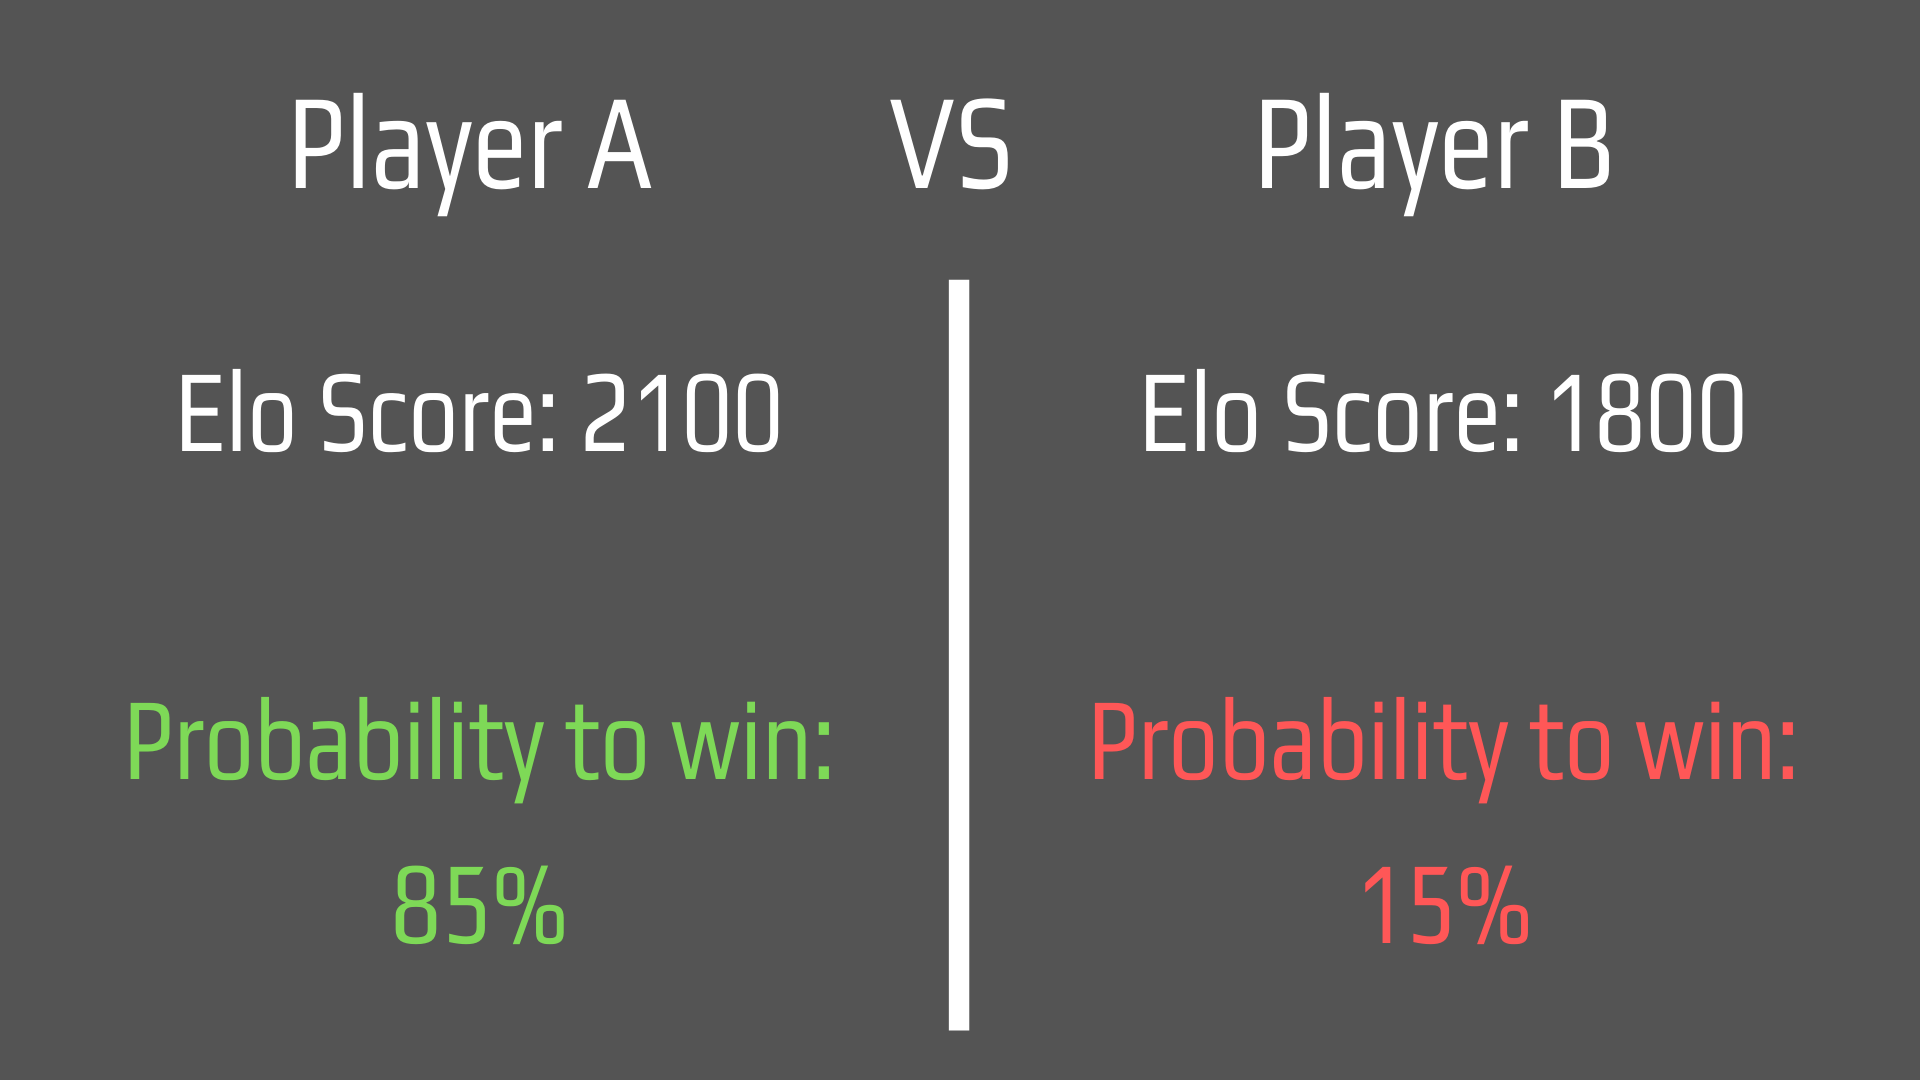 Player A VS Player B
Elo Score: 2100
Elo Score: 1800
Probability to win:
85%
Probability to win:
15%